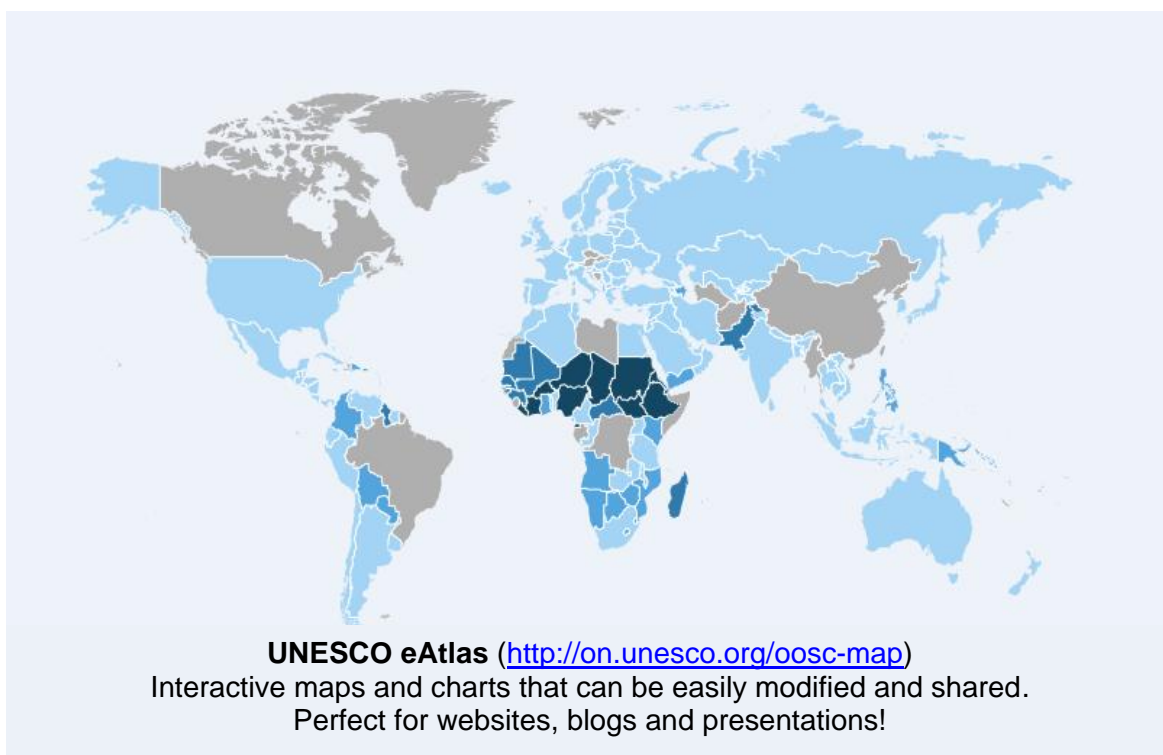 UNESCO eAtlas (http://on.unesco.org/oosc-map)
Interactive maps and charts that can be easily modified and shared.
Perfect for websites, blogs and presentations!